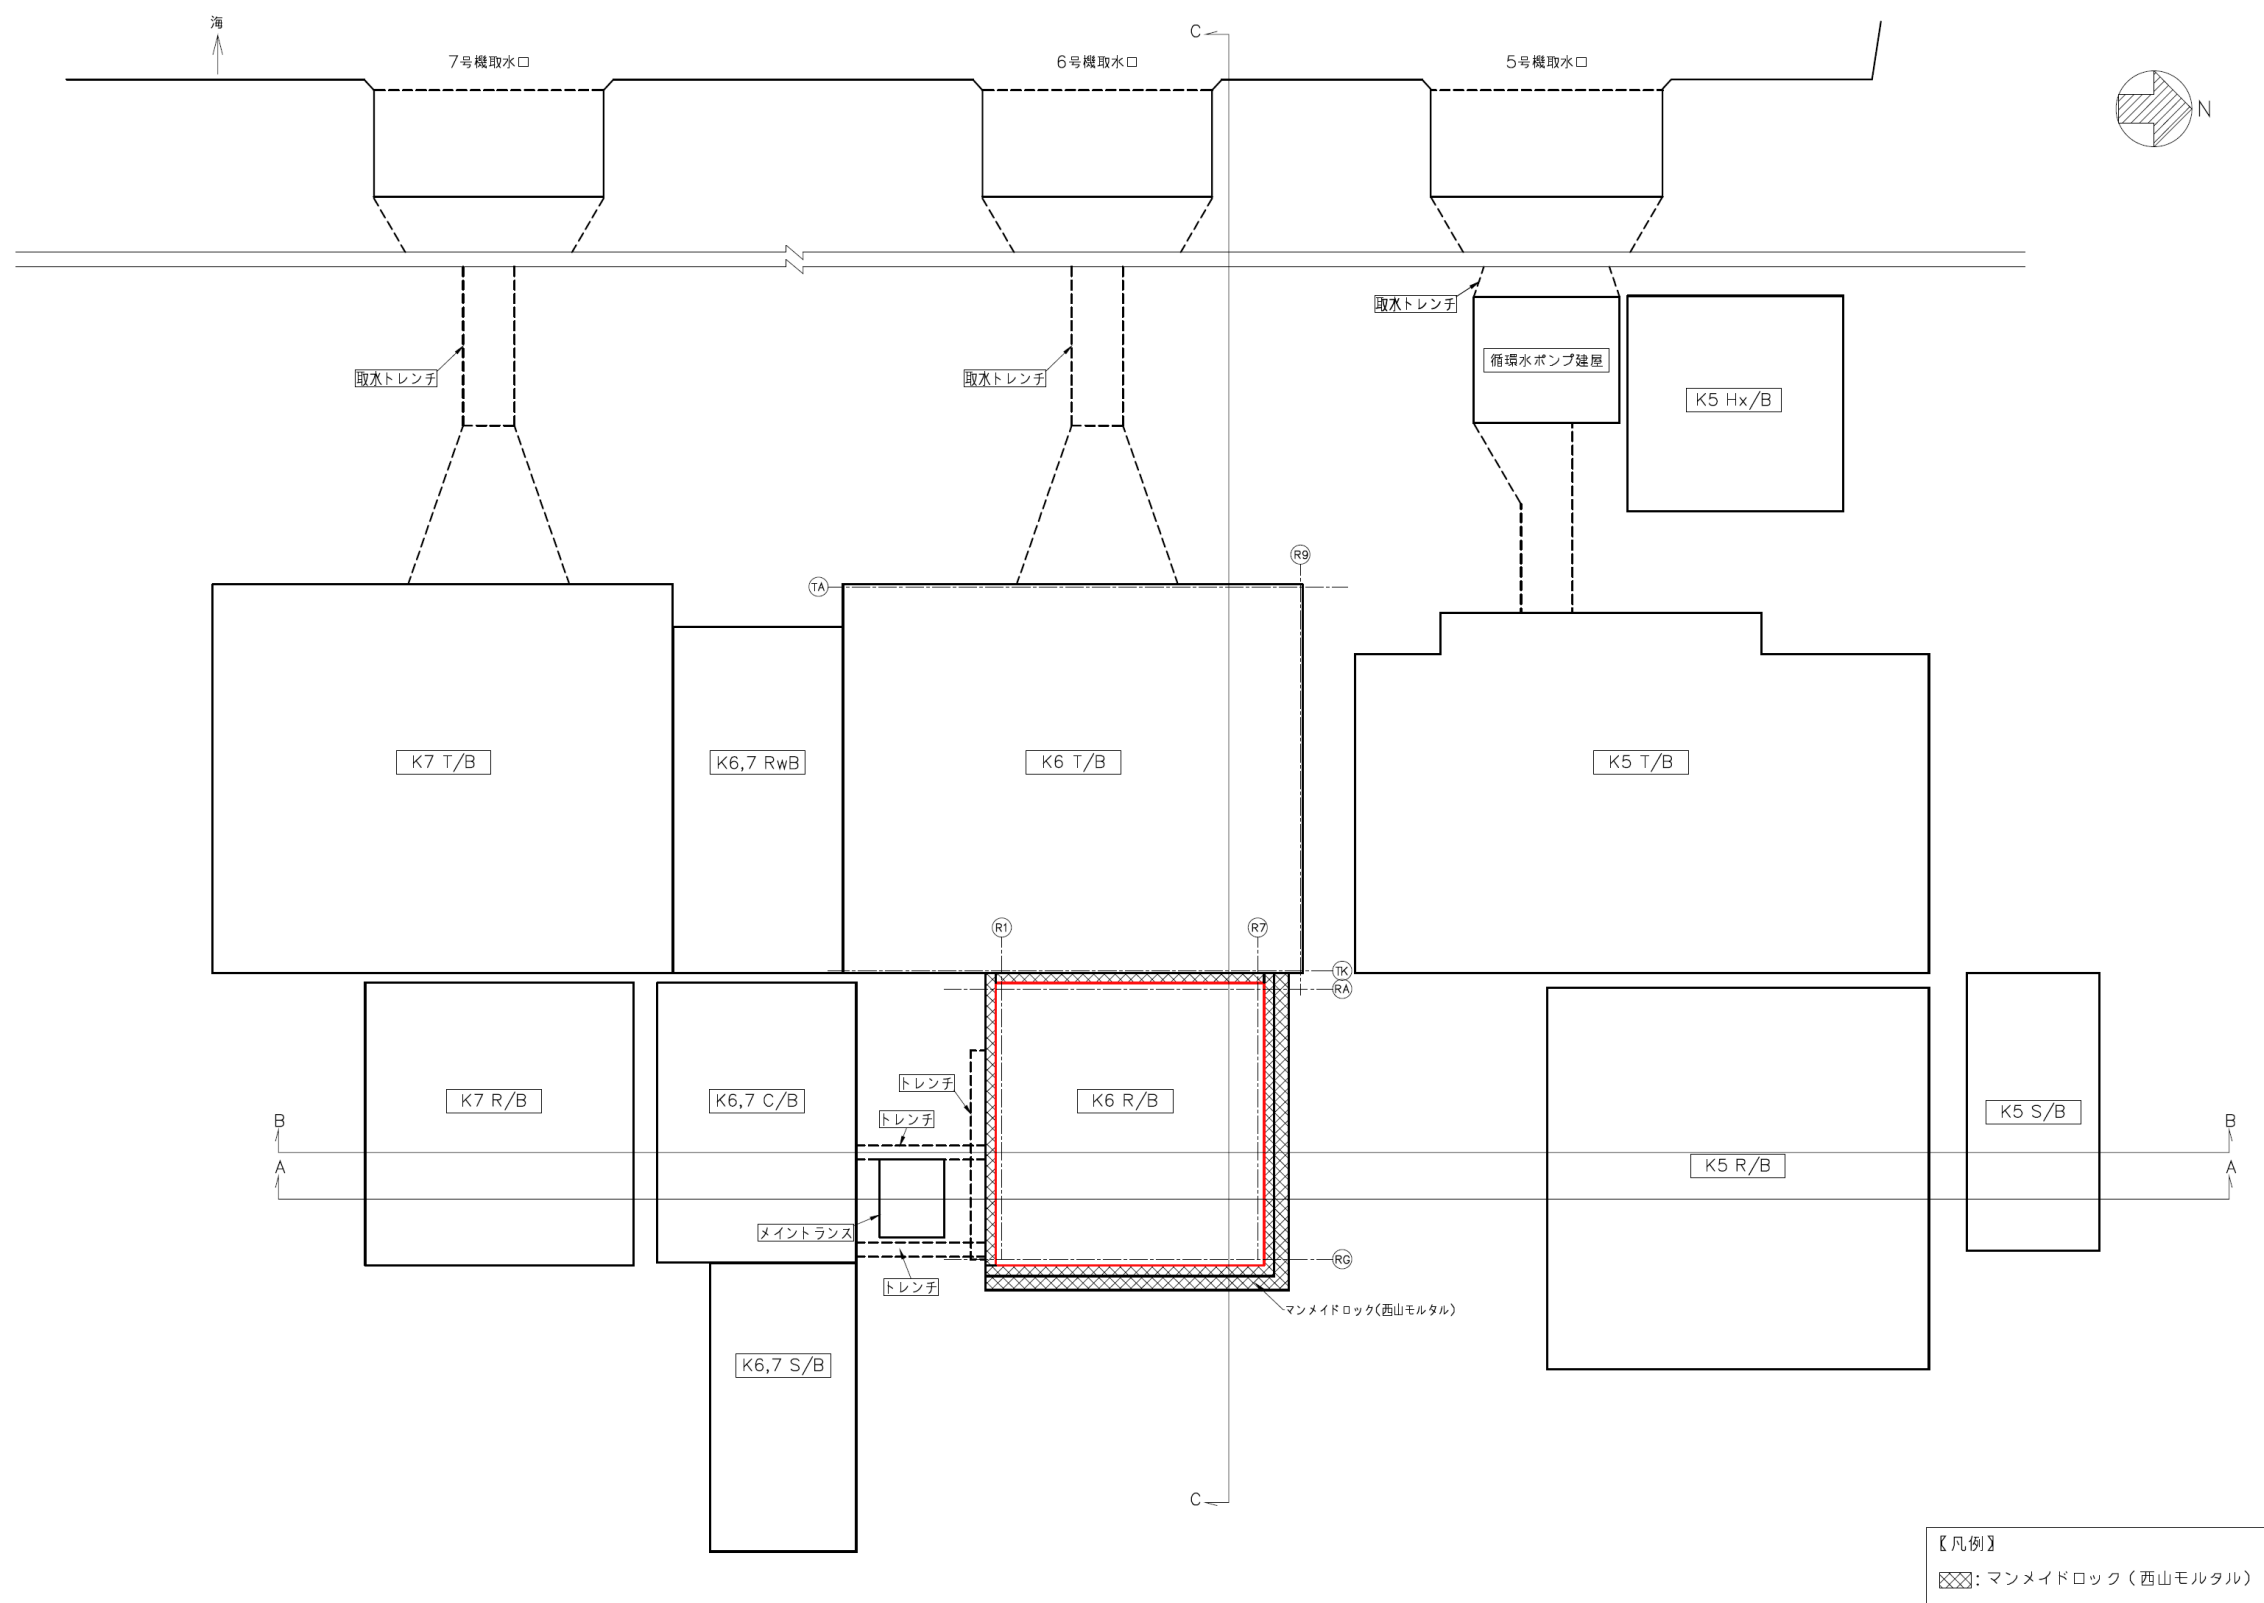 海
7号機取水口
6号機取水口
5号機取水口
C
N
取水トレンチ
取水トレンチ
取水トレンチ
循環水ポンプ建屋
K5 Hx/B
R9
TA
K7 T/B
K6,7 RwB
K6 T/B
K5 T/B
R1
R7
TK
RA
K7 R/B
K6,7 C/B
トレンチ
トレンチ
K6 R/B
K5 S/B
B
B
A
A
K5 R/B
メイントランス
トレンチ
RG
マンメイドロック(西山モルタル)
K6,7 S/B
C
【凡例】
:マンメイドロック(西山モルタル)